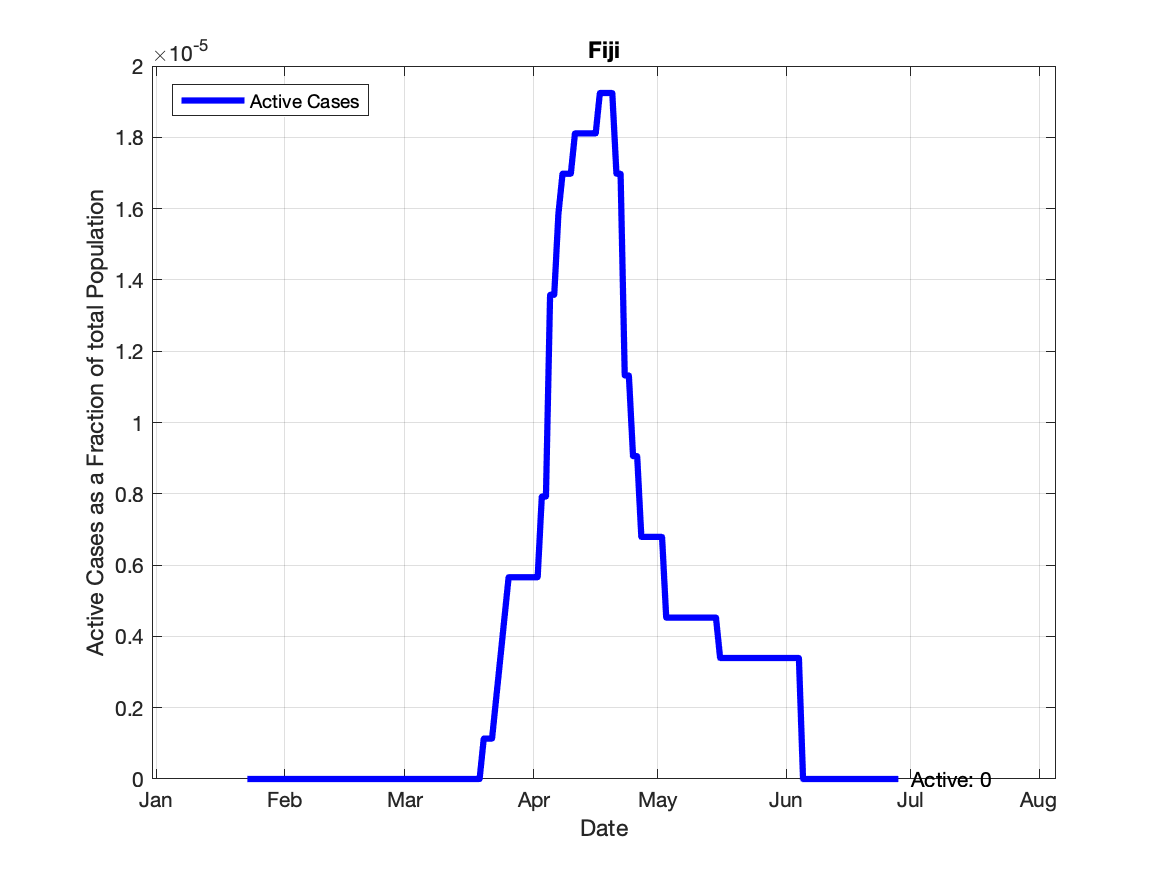 Fiji
×10-5
2
1.8
1.6
1.4
1.2
1
0.8
0.6
0.4
0.2
0
Active Cases as a Fraction of total Population
Active Cases
Active: 0
Jan Feb Mar Apr May Jun Jul Aug
Date